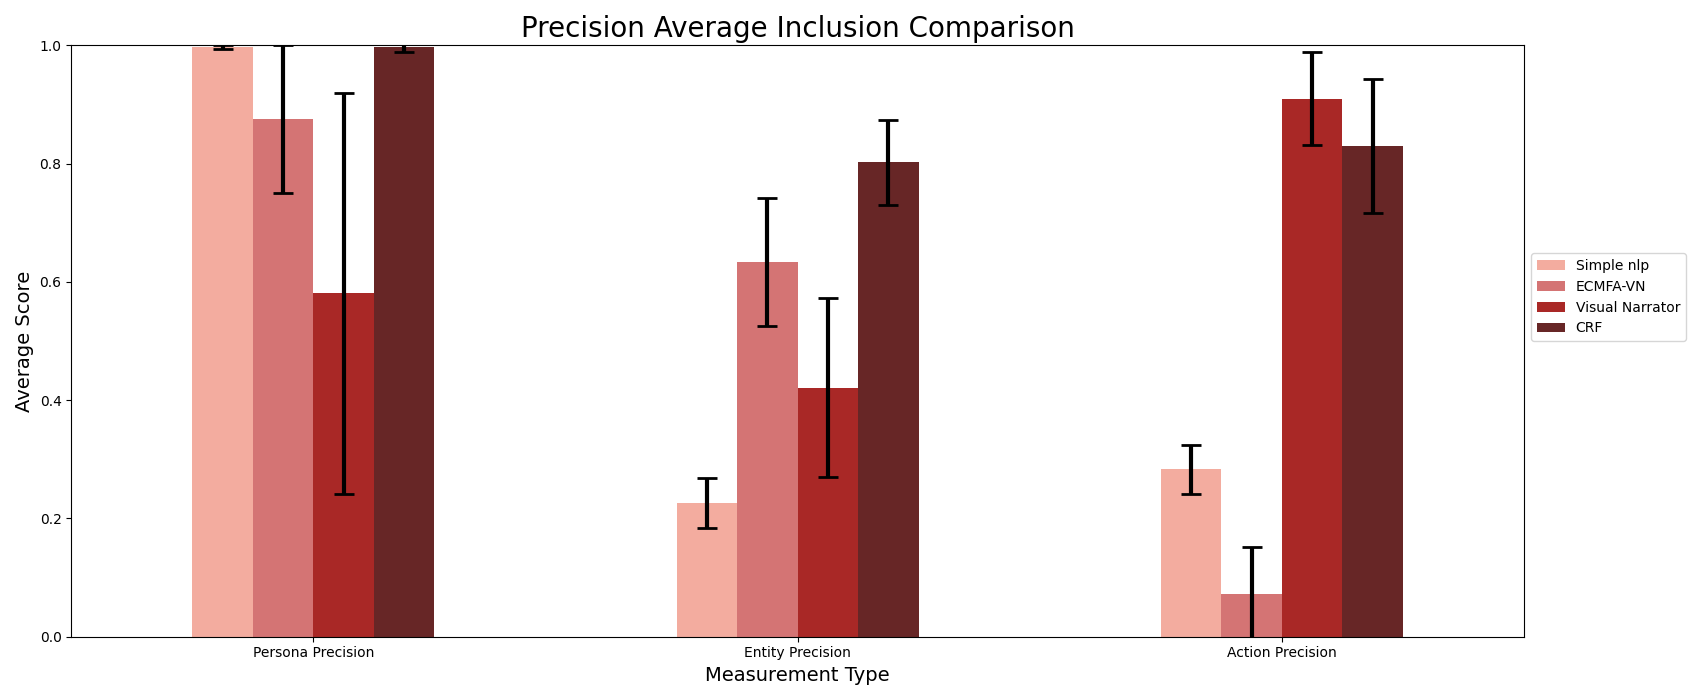 Precision Average Inclusion Comparison
1.0
0.8
0.6
0.4
0.2
0.0
Average Score
Persona Precision
Entity Precision
Action Precision
Measurement Type
Simple nlp
ECMFA-VN
Visual Narrator
CRF